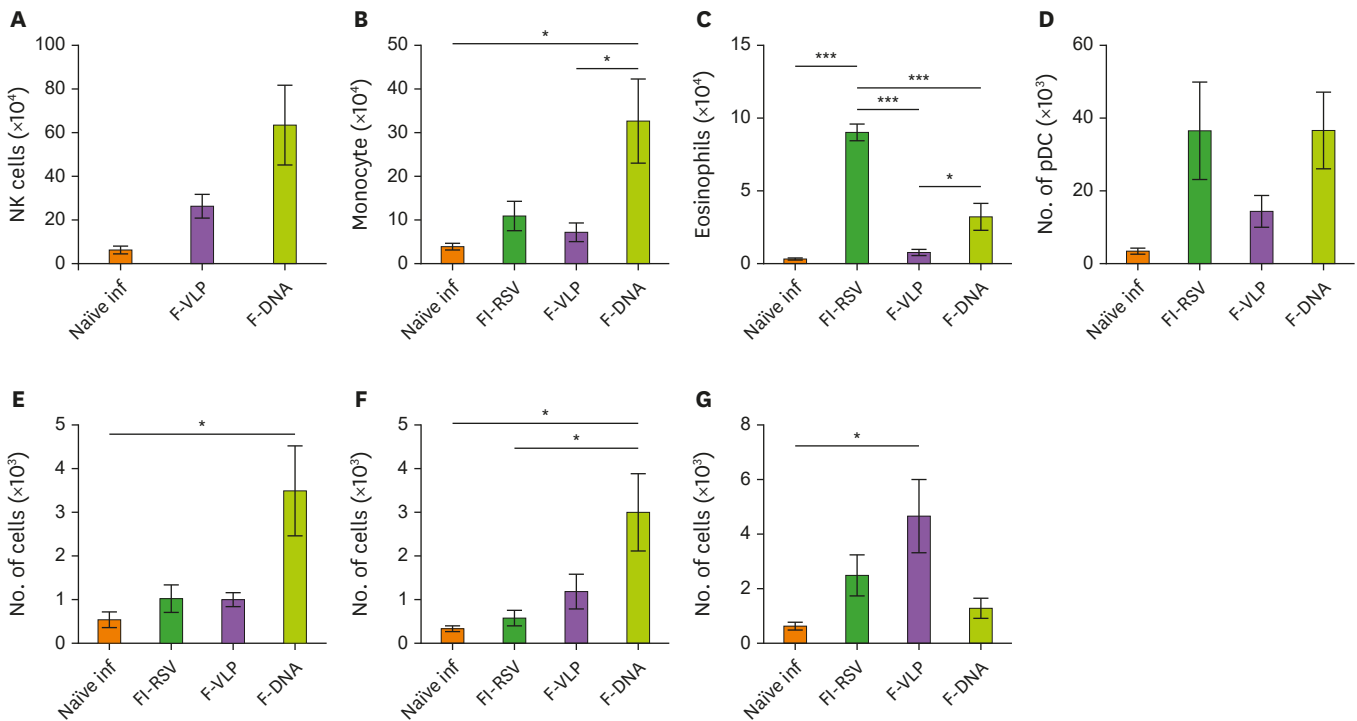 A
NK cells (×10⁴)
100
80
60
40
20
0
Naïve inf
F-VLP
F-DNA
B
Monocyte (×10⁴)
50
40
30
20
10
0
*
*
Naïve inf
FI-RSV
F-VLP
F-DNA
C
Eosinophils (×10⁴)
15
10
5
0
***
***
***
*
Naïve inf
FI-RSV
F-VLP
F-DNA
D
No. of pDC (×10³)
60
40
20
0
Naïve inf
FI-RSV
F-VLP
F-DNA
E
No. of cells (×10³)
5
4
3
2
1
0
*
Naïve inf
FI-RSV
F-VLP
F-DNA
F
No. of cells (×10³)
5
4
3
2
1
0
*
*
Naïve inf
FI-RSV
F-VLP
F-DNA
G
No. of cells (×10³)
8
6
4
2
0
*
Naïve inf
FI-RSV
F-VLP
F-DNA